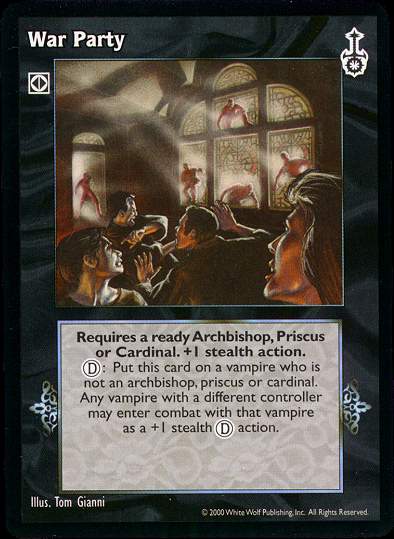 War Party
Requires a ready Archbishop, Priscus
or Cardinal. +1 stealth action.
Ⓓ: Put this card on a vampire who is
not an archbishop, priscus or cardinal.
Any vampire with a different controller
may enter combat with that vampire
as a +1 stealth Ⓓ action.
Illus. Tom Gianni
© 2000 White Wolf Publishing, Inc. All Rights Reserved.